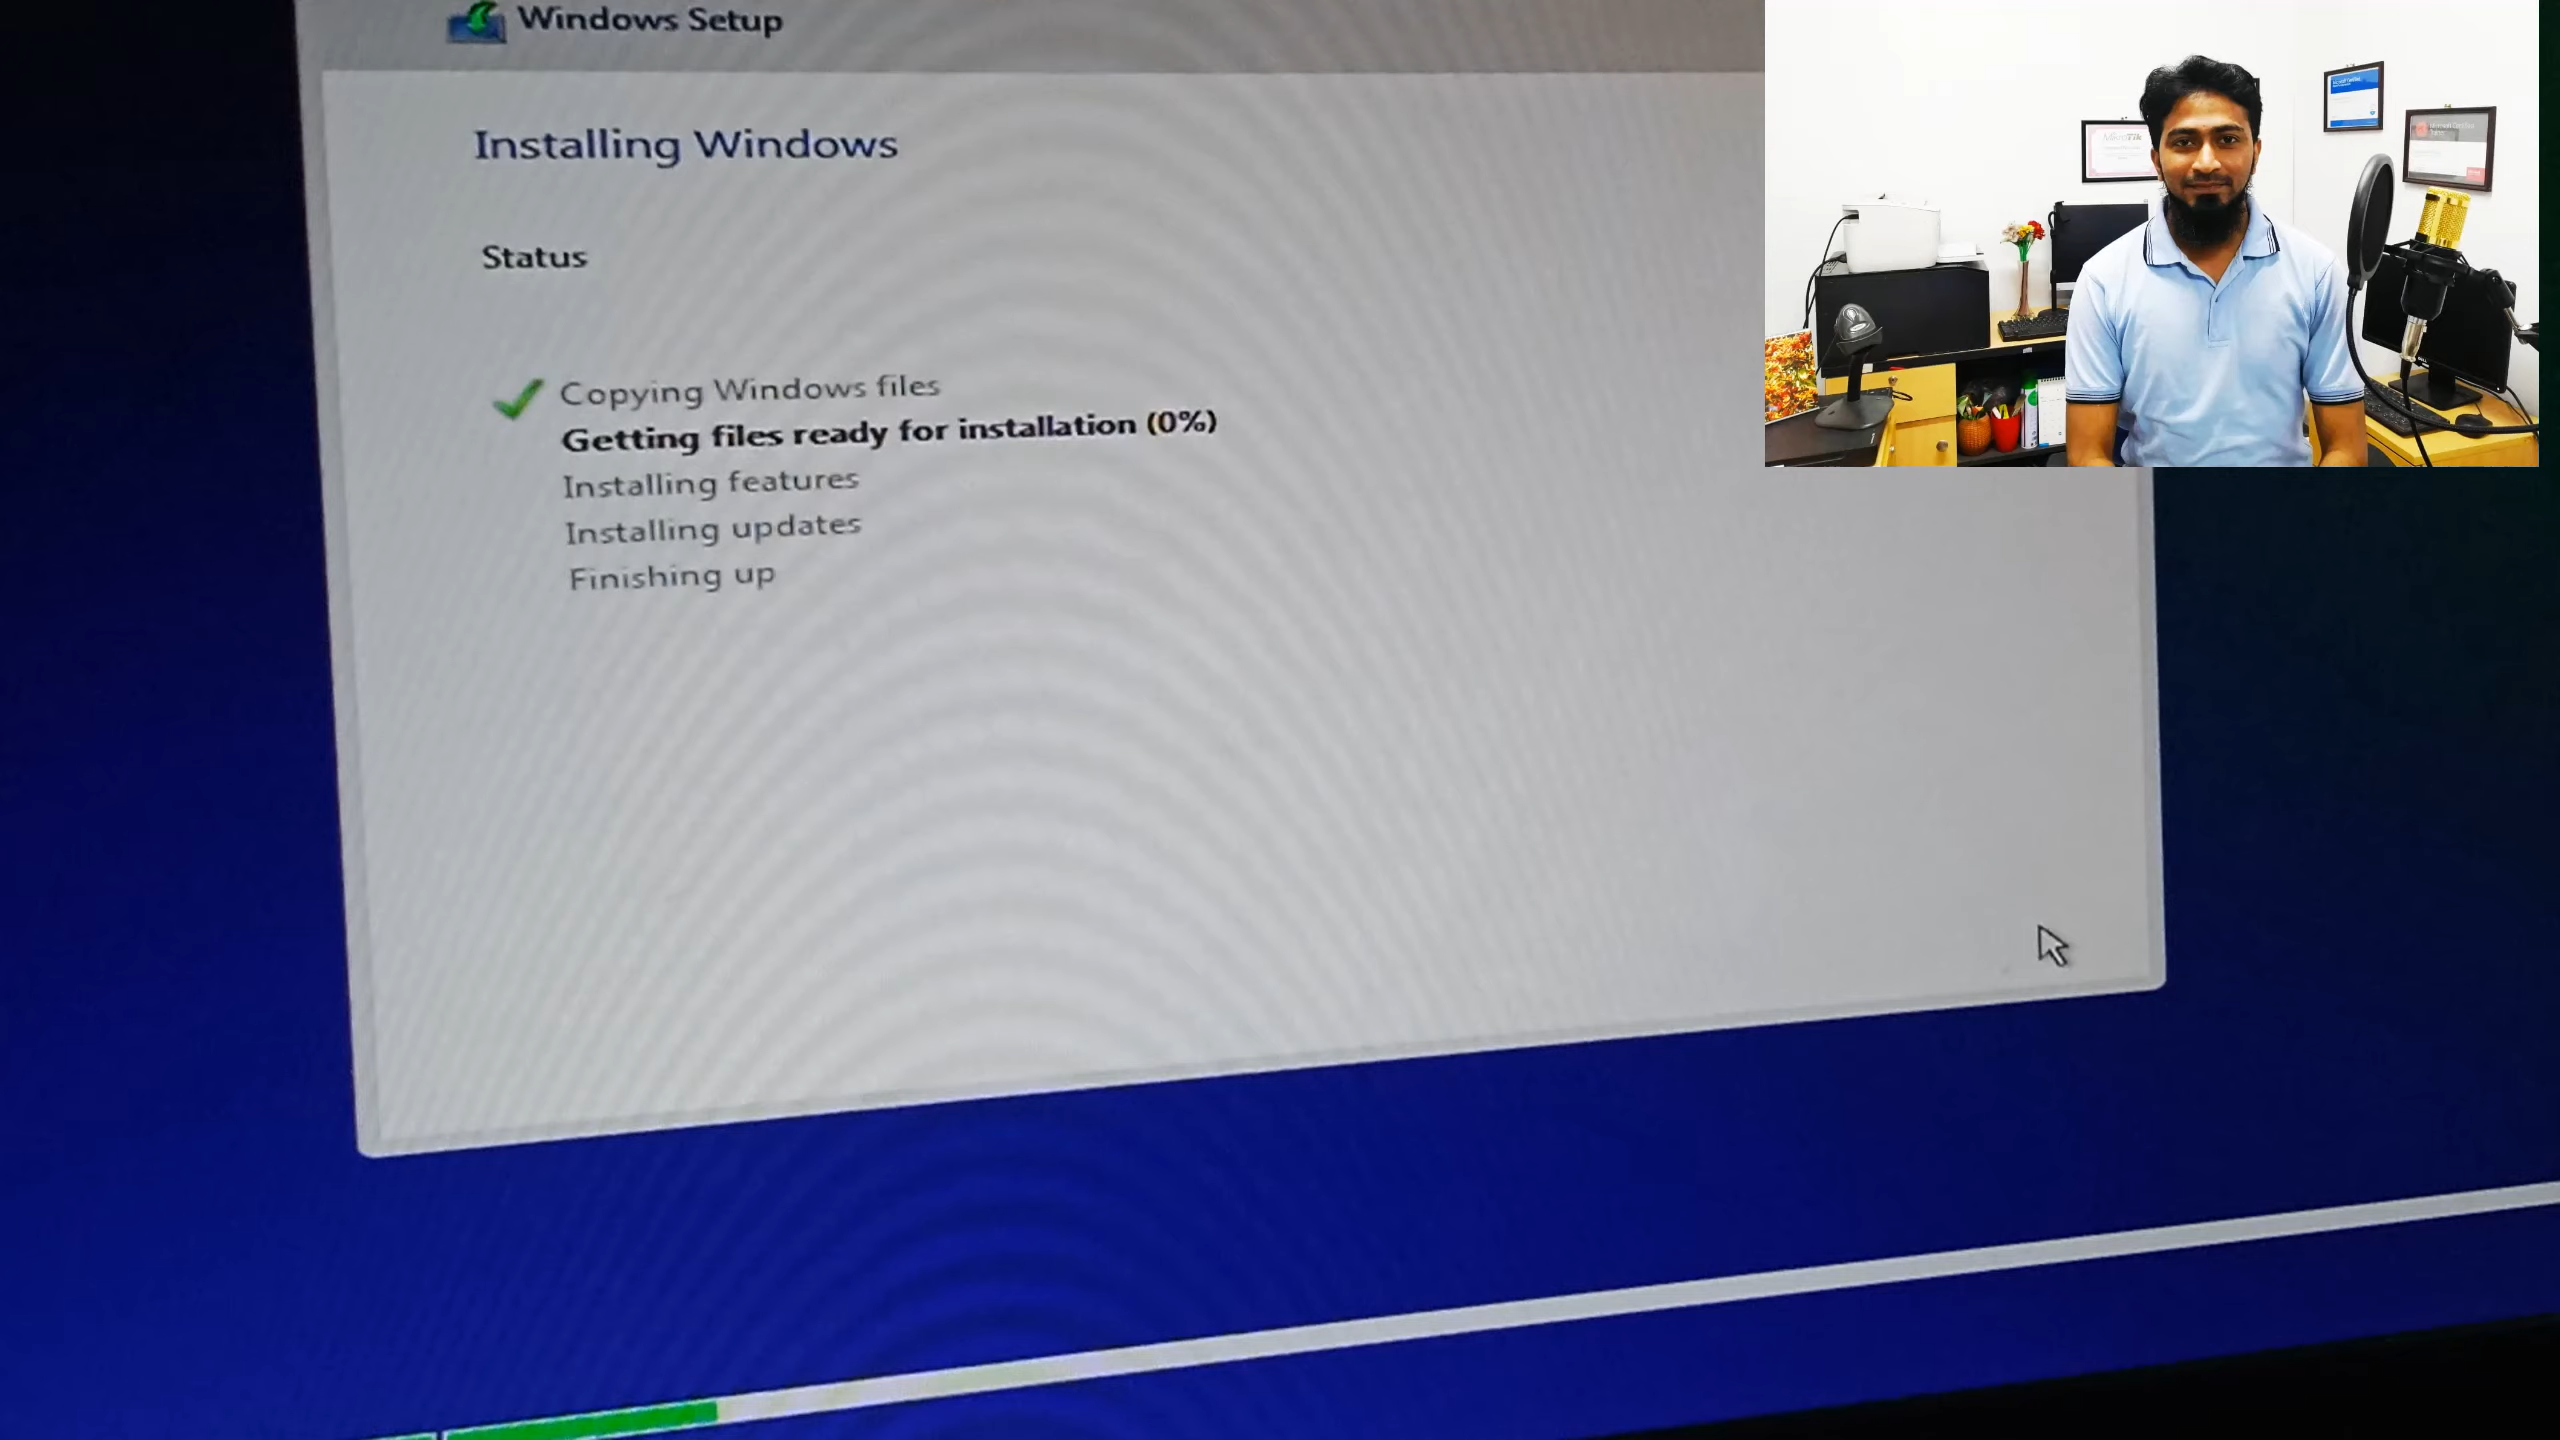 Windows Setup
Installing Windows
Status
Copying Windows files
Getting files ready for installation (0%)
Installing features
Installing updates
Finishing up
MikroTik